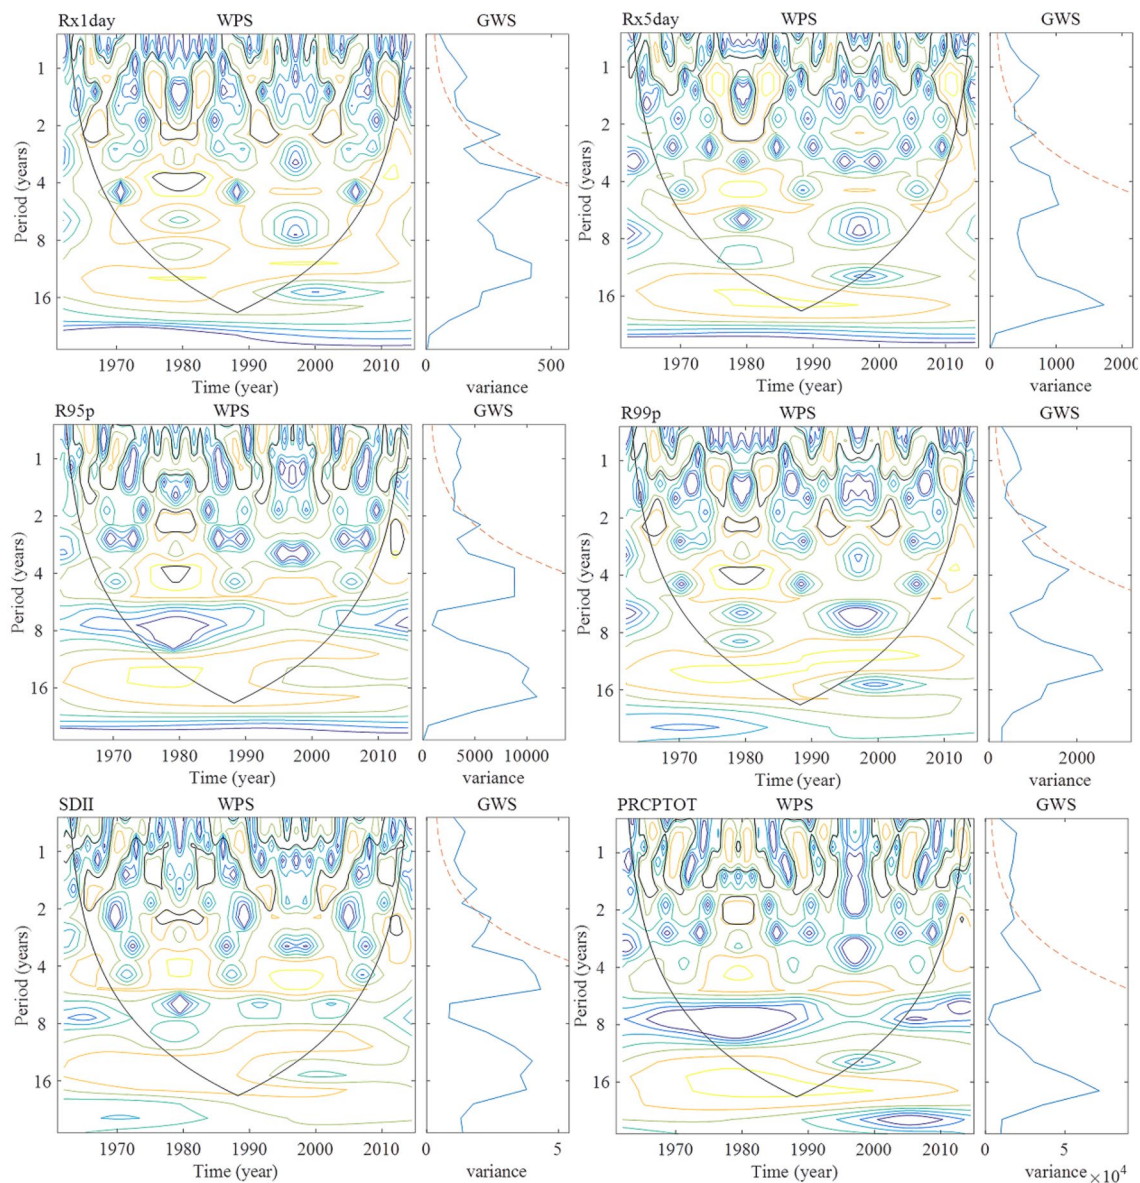 Rx1day WPS GWS
Rx5day WPS GWS
Period (years)
1
2
4
8
16
1970 1980 1990 2000 2010
Time (year)
0 500
variance
Period (years)
1
2
4
8
16
1970 1980 1990 2000 2010
Time (year)
0 1000 2000
variance
R95p WPS GWS
R99p WPS GWS
Period (years)
1
2
4
8
16
1970 1980 1990 2000 2010
Time (year)
0 5000 10000
variance
Period (years)
1
2
4
8
16
1970 1980 1990 2000 2010
Time (year)
0 2000
variance
SDII WPS GWS
PRCPTOT WPS GWS
Period (years)
1
2
4
8
16
1970 1980 1990 2000 2010
Time (year)
0 5
variance
Period (years)
1
2
4
8
16
1970 1980 1990 2000 2010
Time (year)
0 5
variance ×10⁴